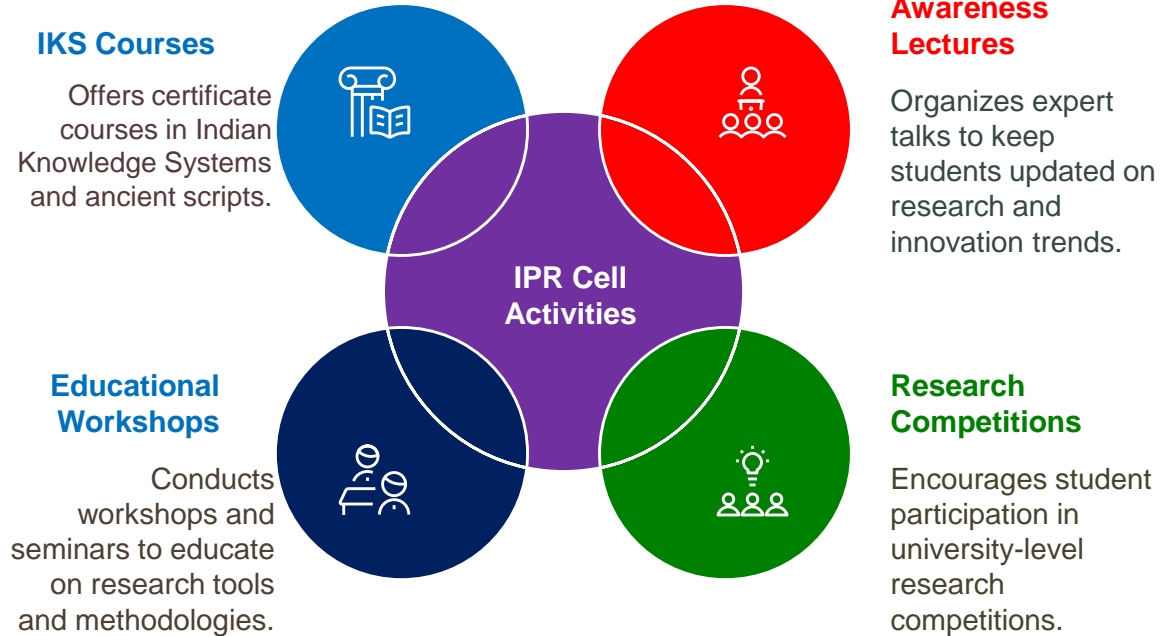 IKS Courses
Offers certificate
courses in Indian
Knowledge Systems
and ancient scripts.
Awareness
Lectures
Organizes expert
talks to keep
students updated on
research and
innovation trends.
IPR Cell
Activities
Educational
Workshops
Conducts
workshops and
seminars to educate
on research tools
and methodologies.
Research
Competitions
Encourages student
participation in
university-level
research
competitions.